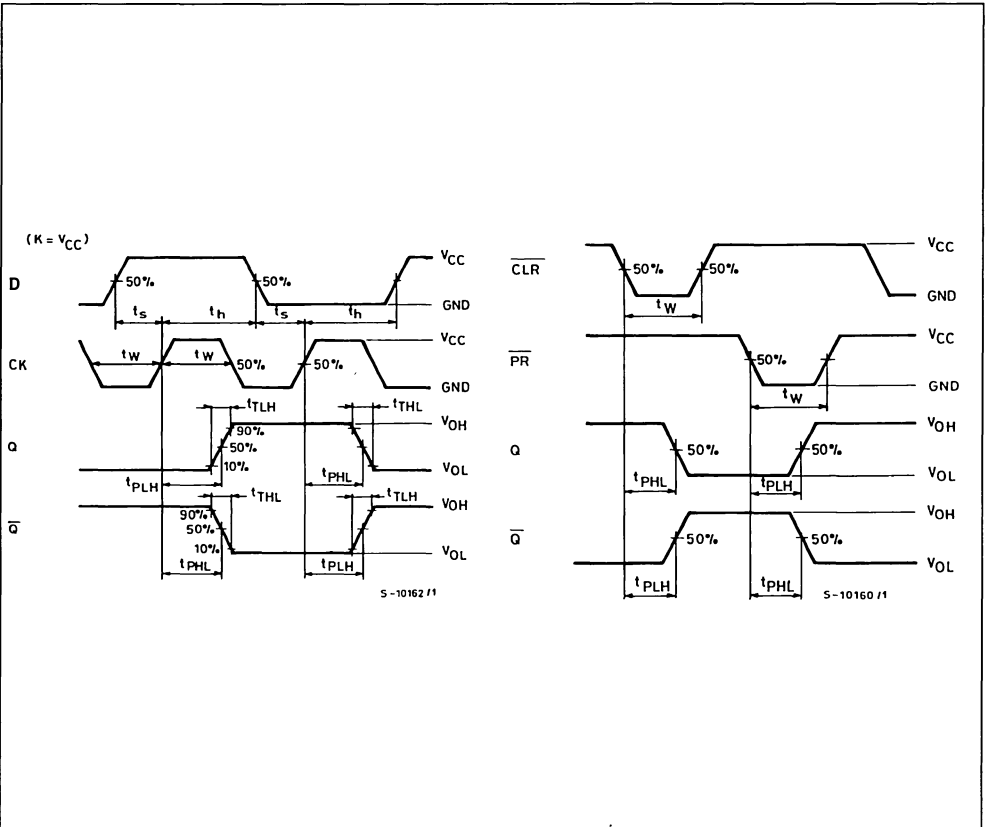 (K = VCC)
D
50%
50%
VCC
GND
ts
th
ts
th
CK
tW
tW
50%
50%
VCC
GND
tTLH
tTHL
Q
90%
50%
10%
VOH
VOL
tPLH
tPHL
tTHL
tTLH
Q̅
90%
50%
10%
VOH
VOL
tPHL
tPLH
S-10162/1
C̅L̅R̅
50%
50%
VCC
GND
tW
P̅R̅
50%
VCC
GND
tW
Q
50%
50%
VOH
VOL
tPHL
tPLH
Q̅
50%
50%
VOH
VOL
tPLH
tPHL
S-10160/1